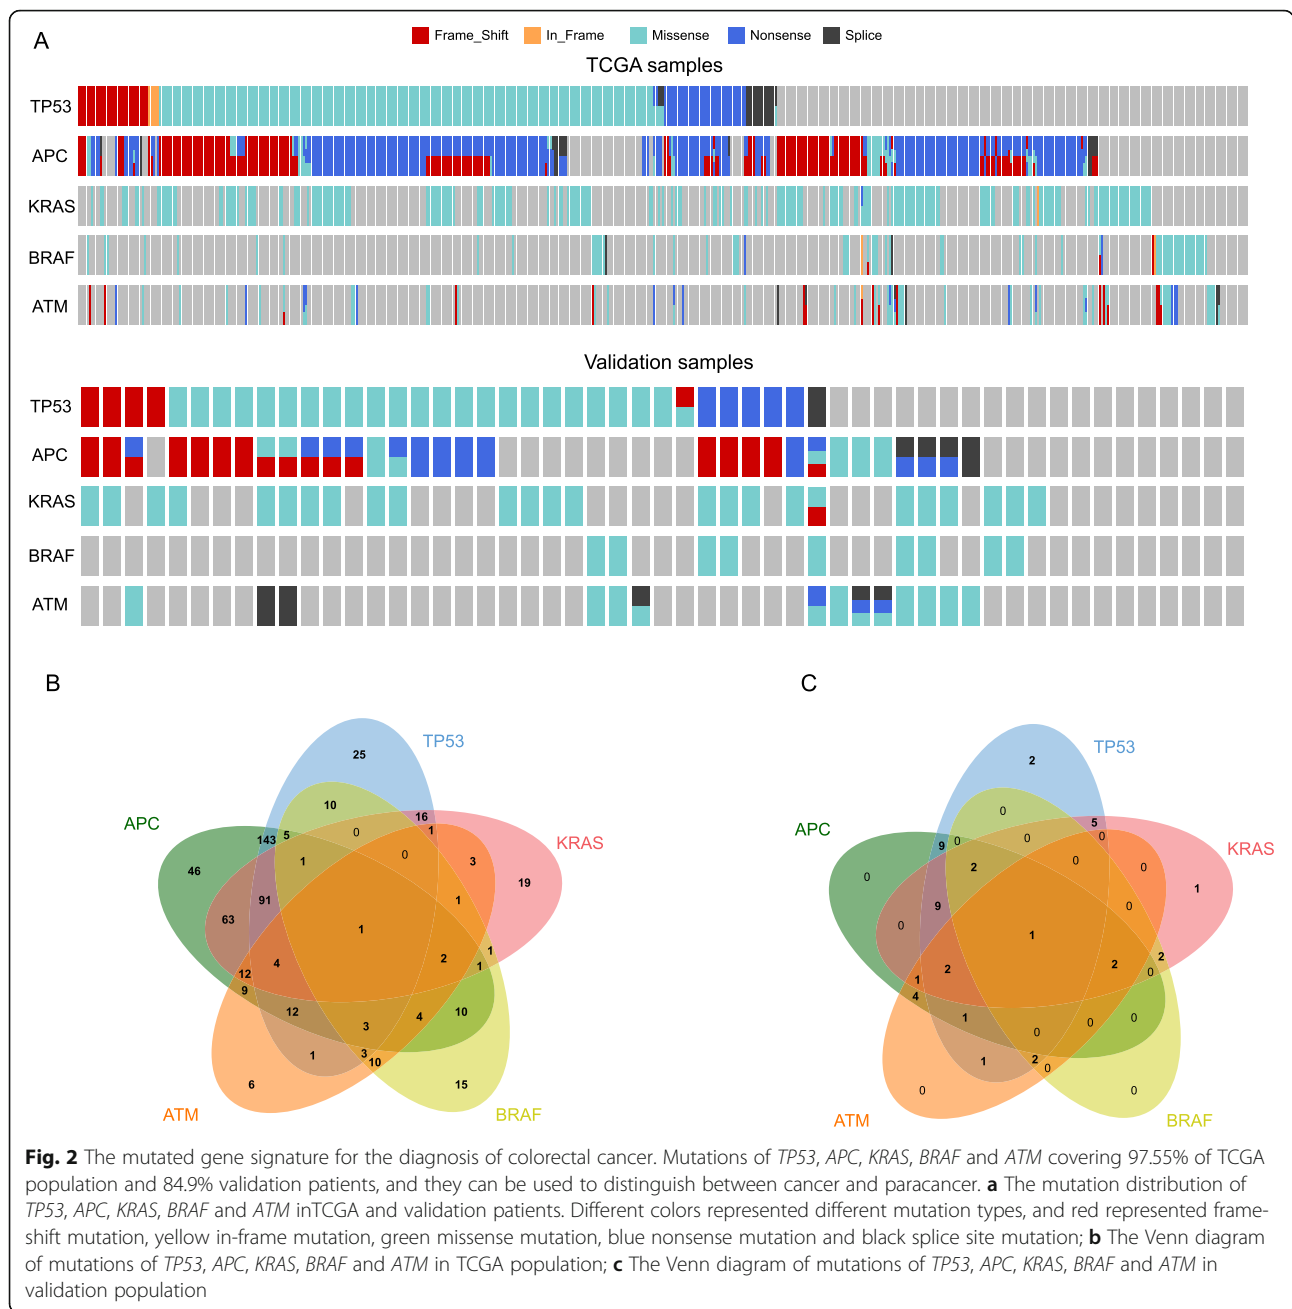 A
Frame_Shift In_Frame Missense Nonsense Splice
TCGA samples
TP53
APC
KRAS
BRAF
ATM
Validation samples
TP53
APC
KRAS
BRAF
ATM
B
TP53
25
10
16
APC
143
5
0
1
KRAS
1
0
3
46
19
91
1
63
1
1
4
2
1
12
9
12
4
10
3
1
3
10
6
15
ATM
BRAF
C
TP53
2
0
5
APC
9
0
0
0
KRAS
2
0
0
0
1
9
0
0
1
2
2
2
0
1
4
1
0
0
0
1
2
0
0
0
ATM
BRAF
Fig. 2 The mutated gene signature for the diagnosis of colorectal cancer. Mutations of TP53, APC, KRAS, BRAF and ATM covering 97.55% of TCGA
population and 84.9% validation patients, and they can be used to distinguish between cancer and paracancer. a The mutation distribution of
TP53, APC, KRAS, BRAF and ATM inTCGA and validation patients. Different colors represented different mutation types, and red represented frame-
shift mutation, yellow in-frame mutation, green missense mutation, blue nonsense mutation and black splice site mutation; b The Venn diagram
of mutations of TP53, APC, KRAS, BRAF and ATM in TCGA population; c The Venn diagram of mutations of TP53, APC, KRAS, BRAF and ATM in
validation population